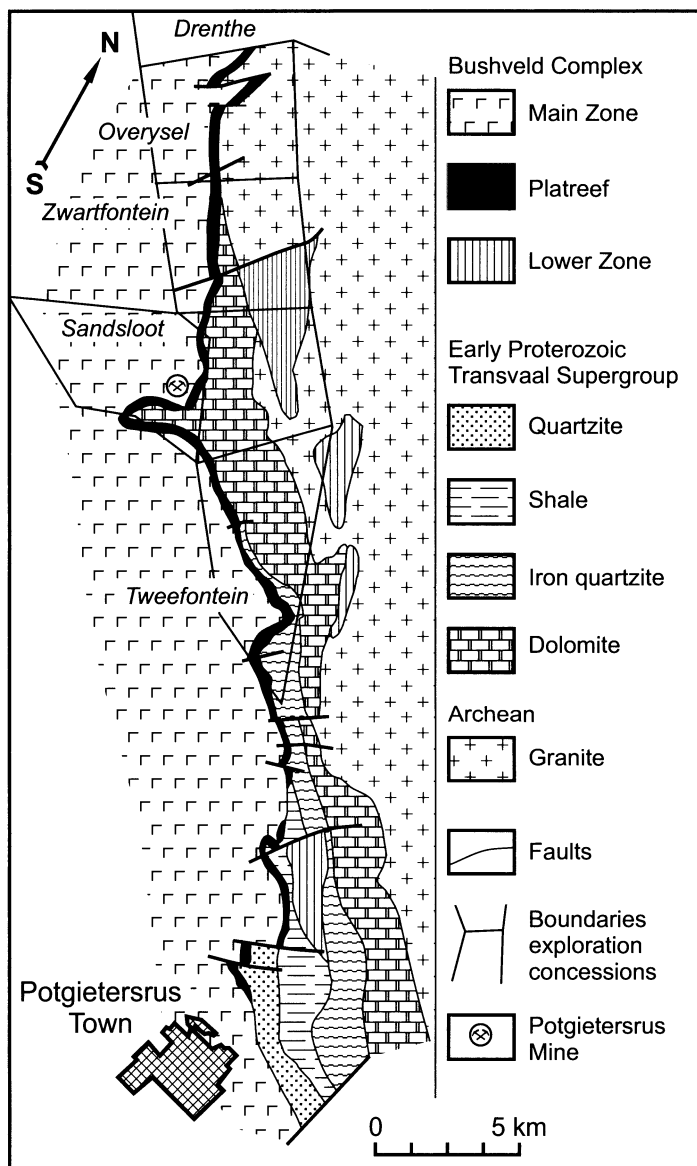 Drenthe
N
S
Overysel
Zwartfontein
Sandsloot
Tweefontein
Potgietersrus
Town
Bushveld Complex
Main Zone
Platreef
Lower Zone
Early Proterozoic
Transvaal Supergroup
Quartzite
Shale
Iron quartzite
Dolomite
Archean
Granite
Faults
Boundaries
exploration
concessions
Potgietersrus
Mine
0 5 km